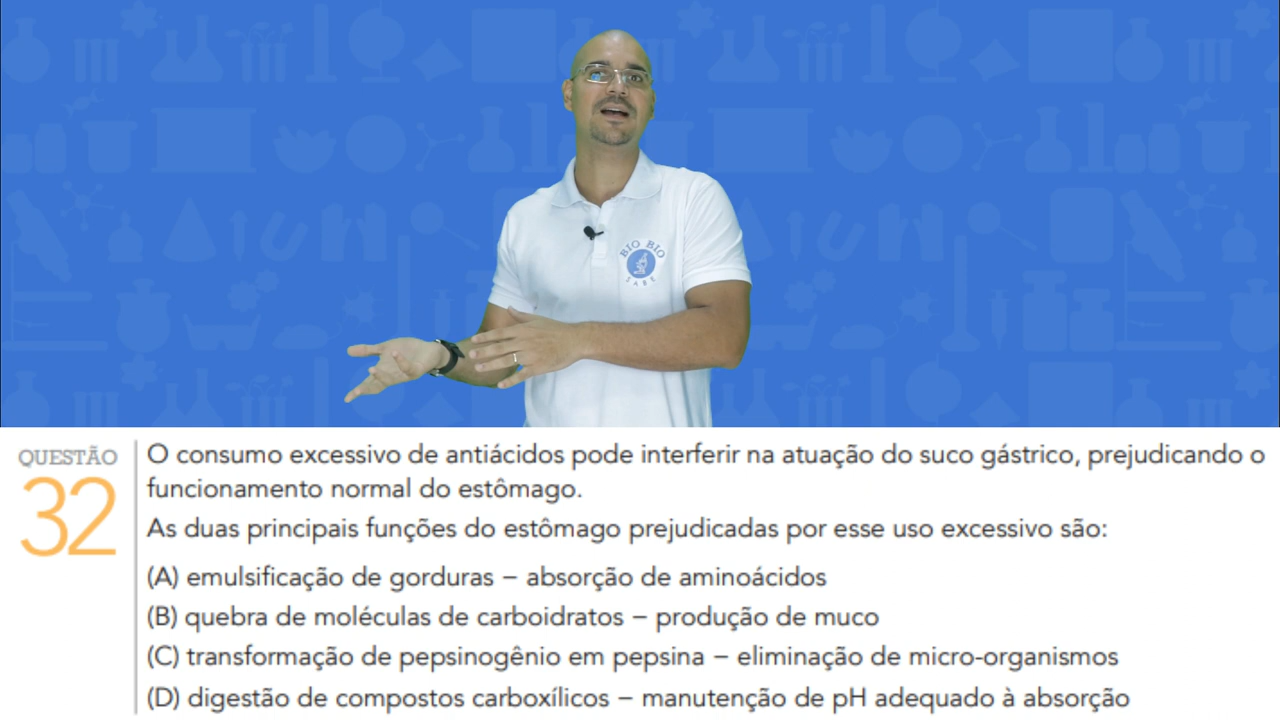 BIO BIO
SABE
QUESTÃO
32
O consumo excessivo de antiácidos pode interferir na atuação do suco gástrico, prejudicando o
funcionamento normal do estômago.
As duas principais funções do estômago prejudicadas por esse uso excessivo são:
(A) emulsificação de gorduras – absorção de aminoácidos
(B) quebra de moléculas de carboidratos – produção de muco
(C) transformação de pepsinogênio em pepsina – eliminação de micro-organismos
(D) digestão de compostos carboxílicos – manutenção de pH adequado à absorção